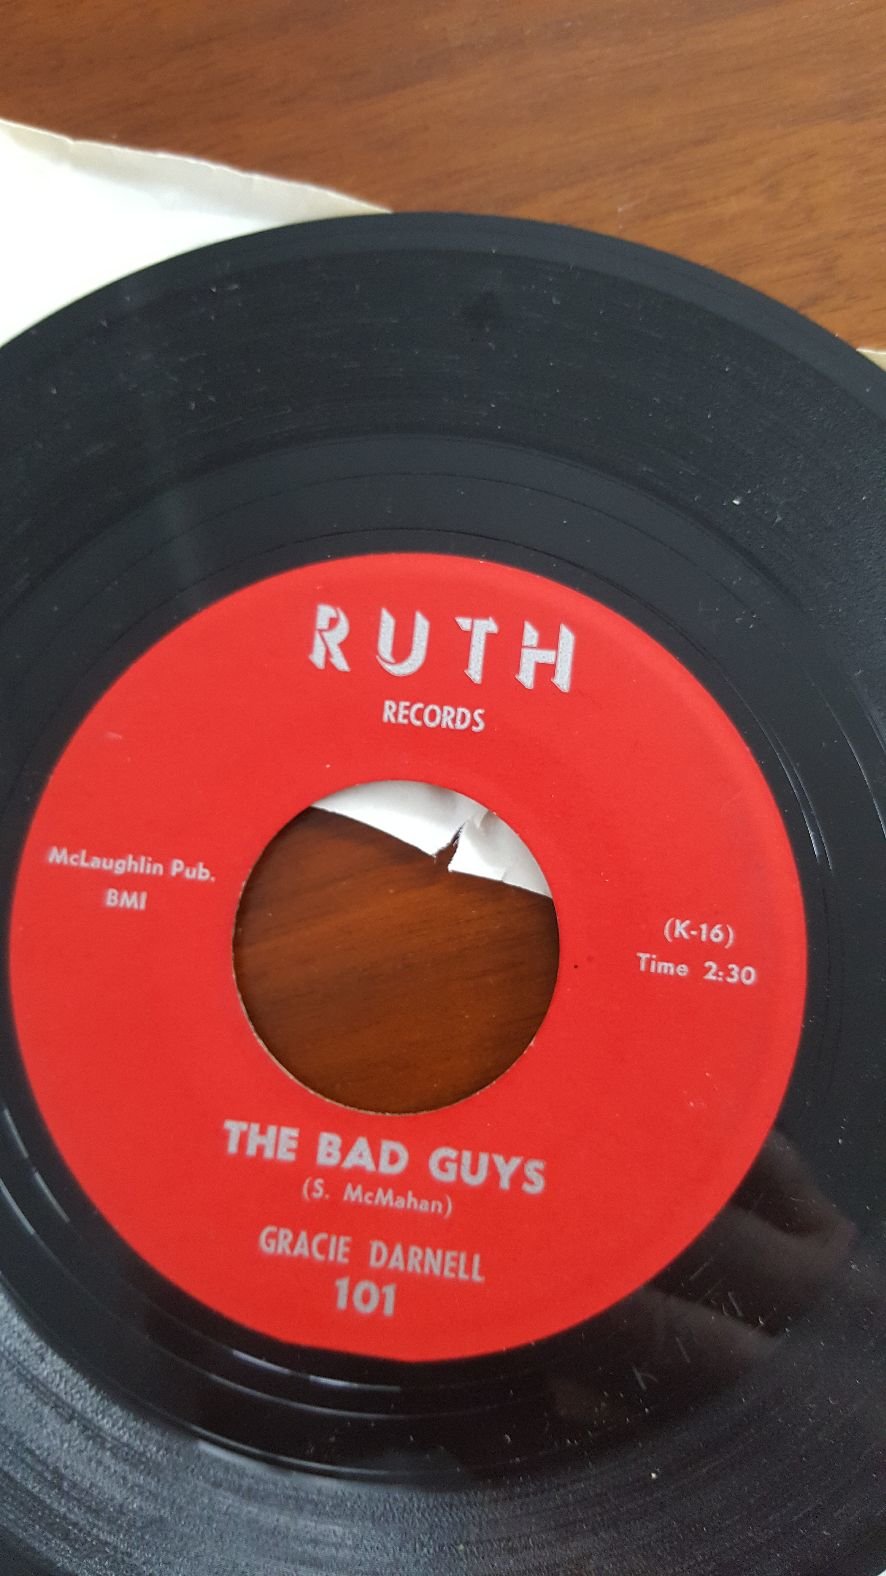 RUTH
RECORDS
McLaughlin Pub.
BMI
(K-16)
Time 2:30
THE BAD GUYS
(S. McMahan)
GRACIE DARNELL
101